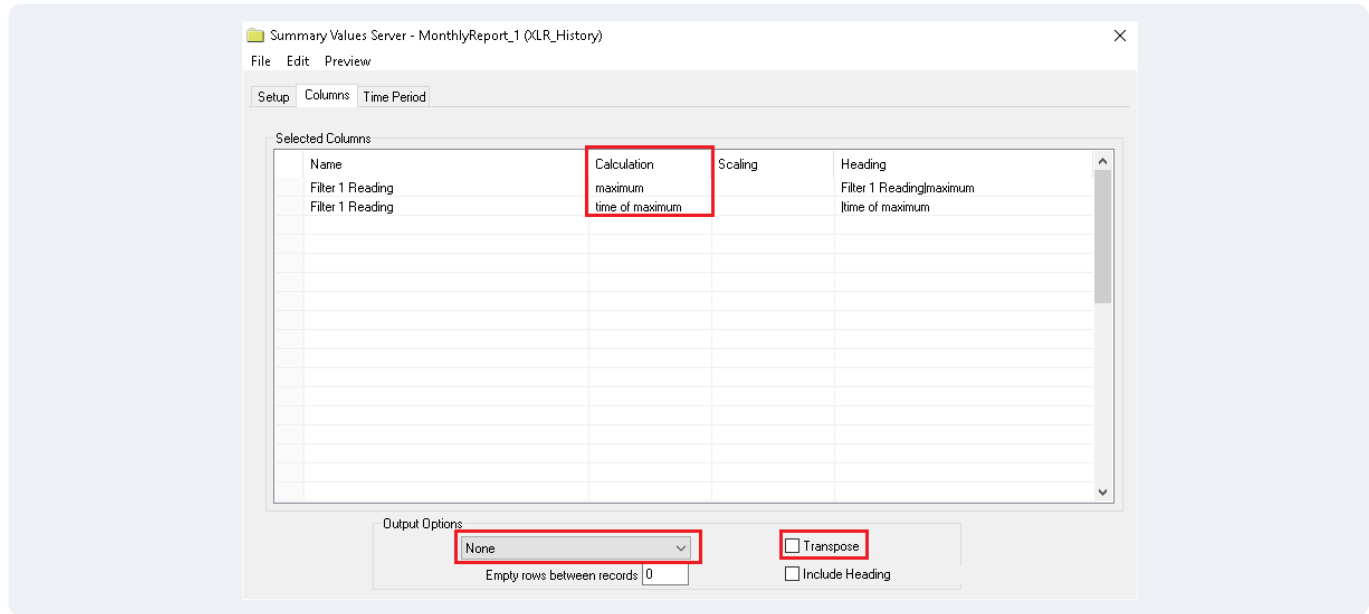 Summary Values Server - MonthlyReport_1 (XLR_History)
File Edit Preview
Setup Columns Time Period
Selected Columns
Name Calculation Scaling Heading
Filter 1 Reading maximum Filter 1 Reading|maximum
Filter 1 Reading time of maximum |time of maximum
Output Options
None Transpose
Empty rows between records 0 Include Heading